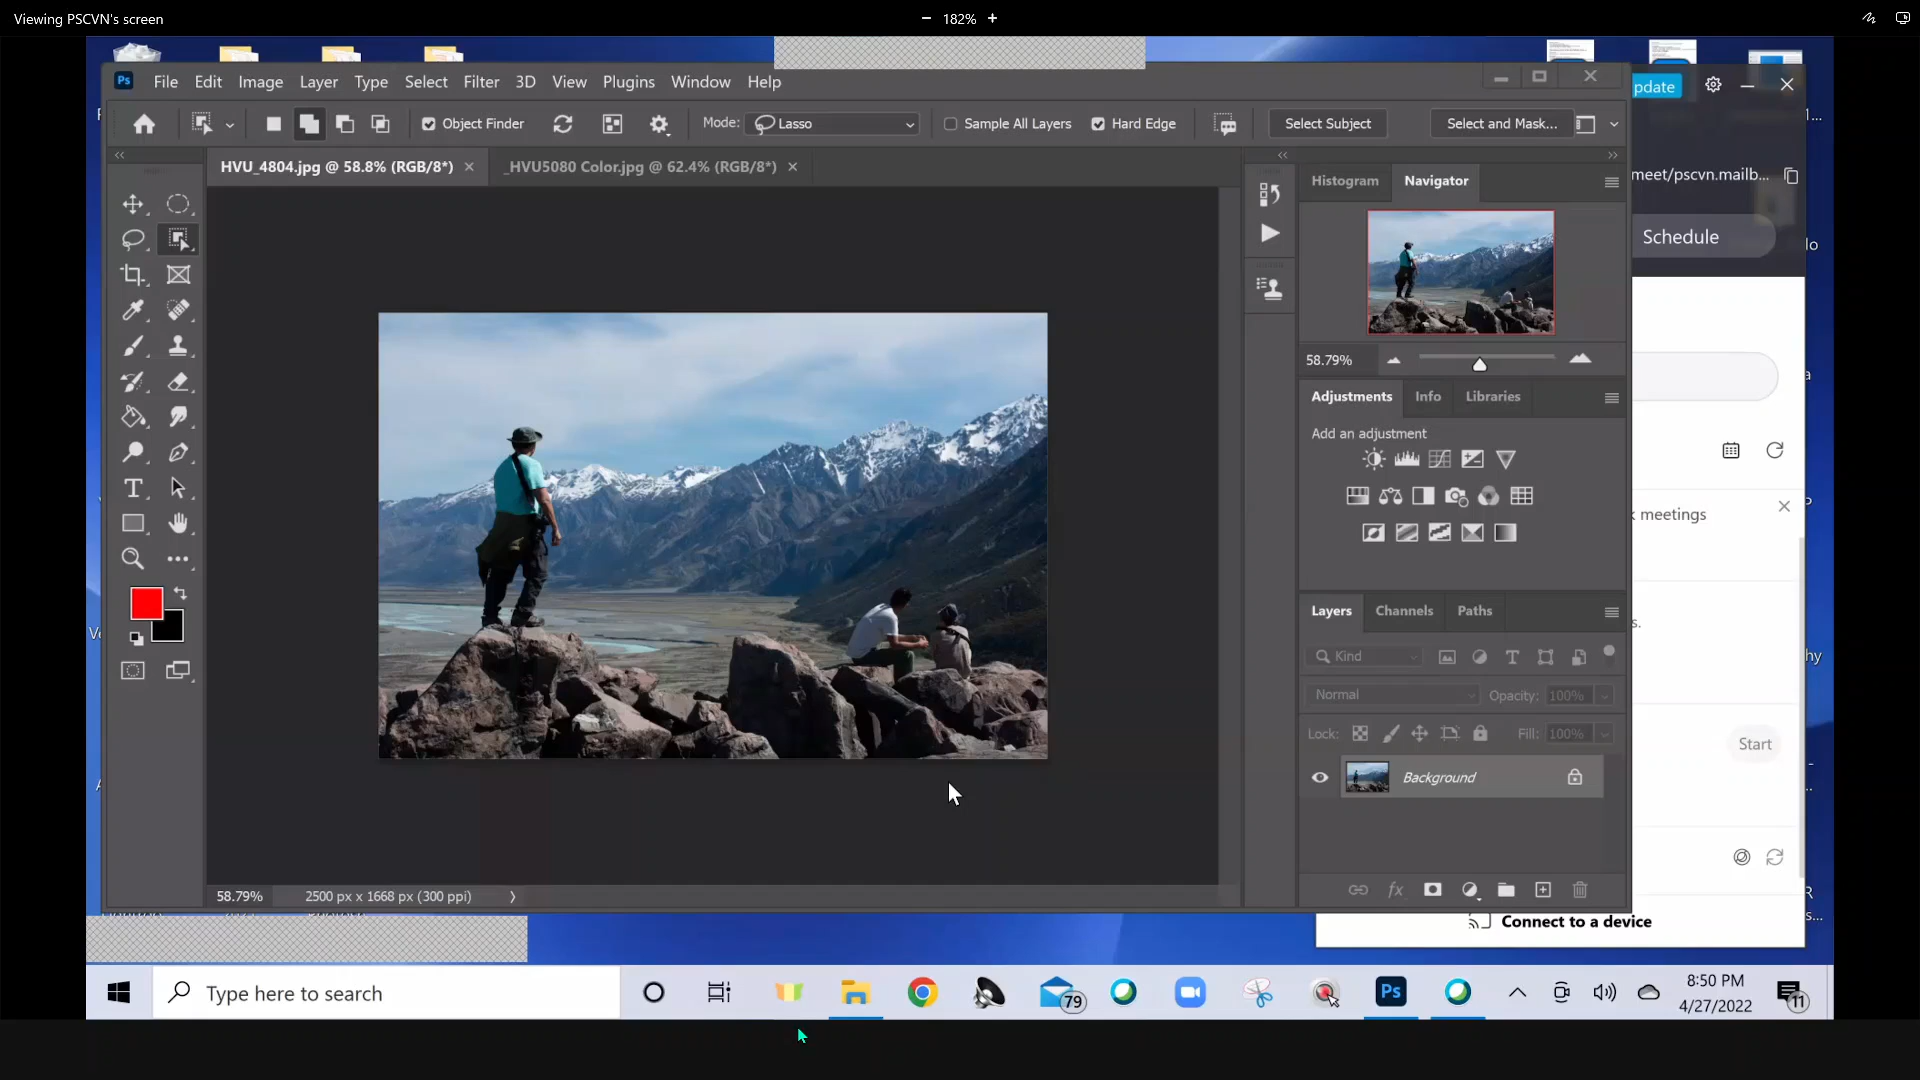 Viewing PSCVN's screen
− 182% +
Ps File Edit Image Layer Type Select Filter 3D View Plugins Window Help
pdate
Object Finder Mode: Lasso Sample All Layers Hard Edge Select Subject Select and Mask...
HVU_4804.jpg @ 58.8% (RGB/8*) × _HVU5080 Color.jpg @ 62.4% (RGB/8*) ×
Histogram Navigator
meet/pscvn.mailb...
Schedule
58.79%
Adjustments Info Libraries
Add an adjustment
meetings
Layers Channels Paths
Kind
Normal Opacity: 100%
Lock: Fill: 100%
Start
Background
58.79% 2500 px x 1668 px (300 ppi)
Connect to a device
Type here to search
79
Ps
8:50 PM
4/27/2022
11